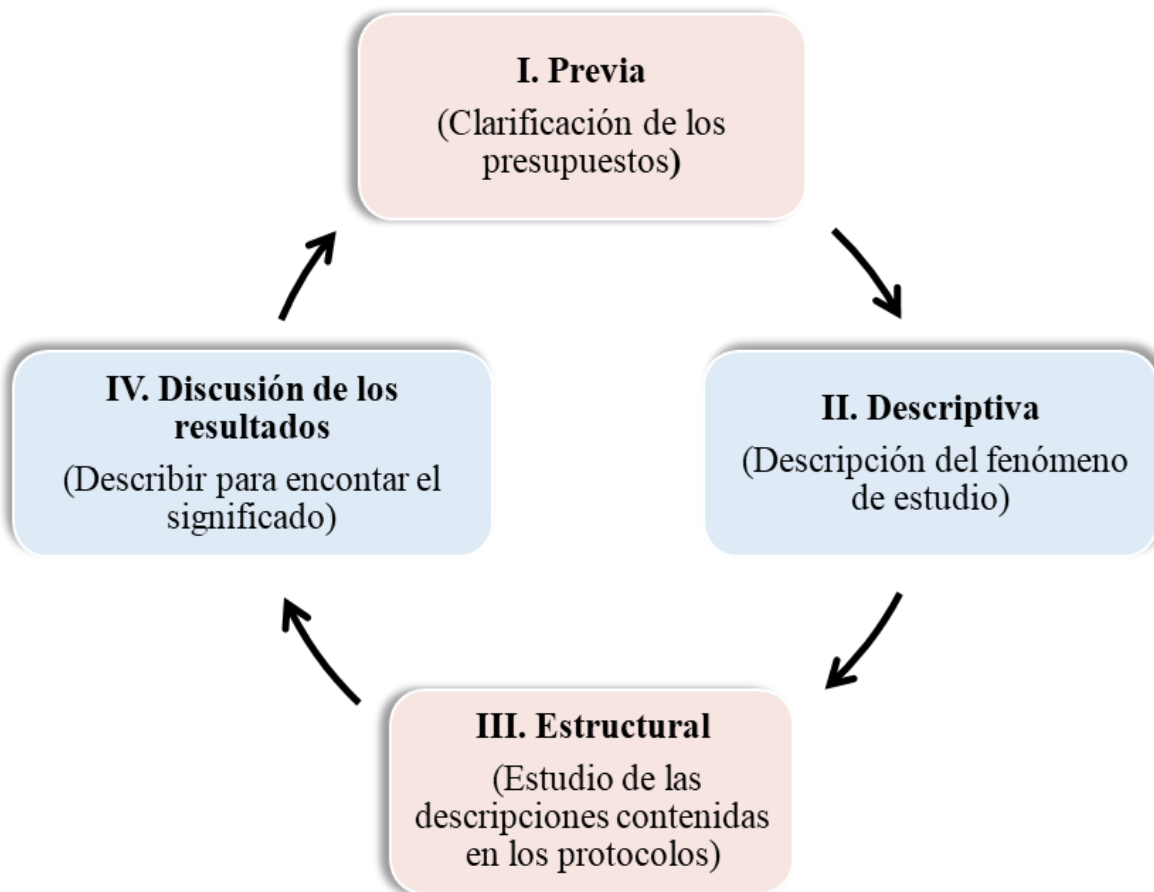 I. Previa
(Clarificación de los
presupuestos)
II. Descriptiva
(Descripción del fenómeno
de estudio)
III. Estructural
(Estudio de las
descripciones contenidas
en los protocolos)
IV. Discusión de los
resultados
(Describir para encontar el
significado)